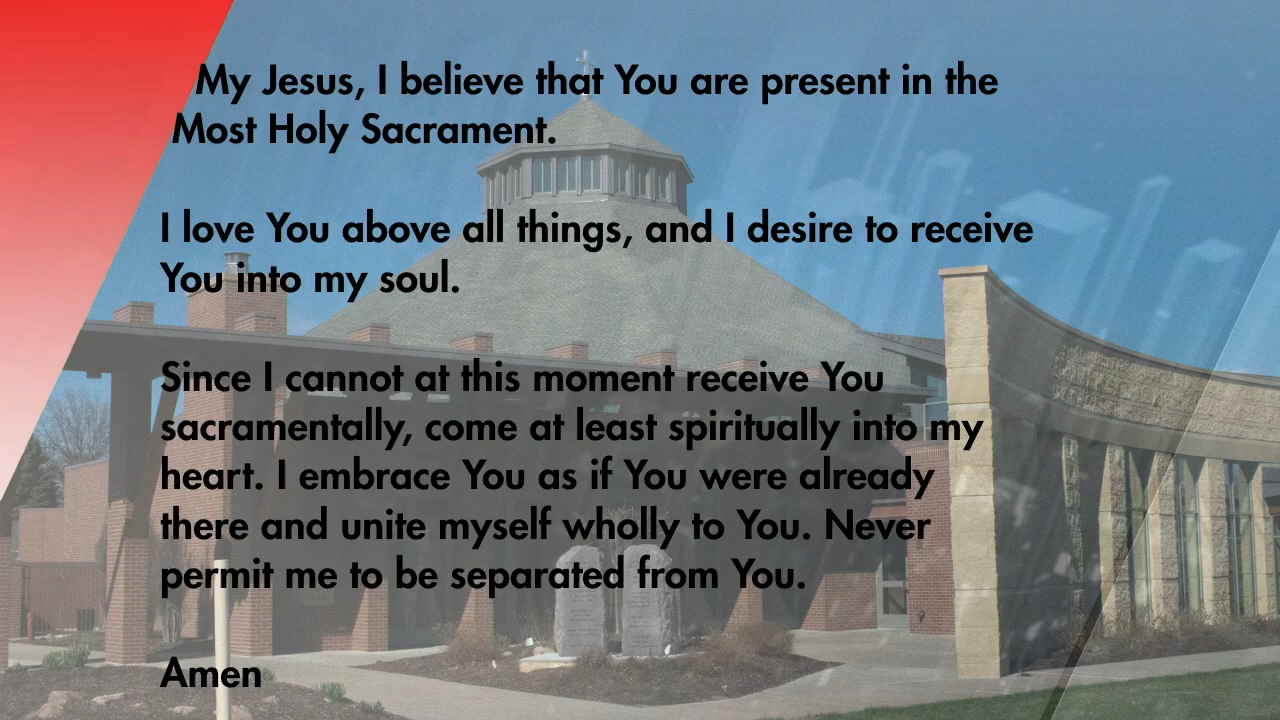 My Jesus, I believe that You are present in the
Most Holy Sacrament.
I love You above all things, and I desire to receive
You into my soul.
Since I cannot at this moment receive You
sacramentally, come at least spiritually into my
heart. I embrace You as if You were already
there and unite myself wholly to You. Never
permit me to be separated from You.
Amen